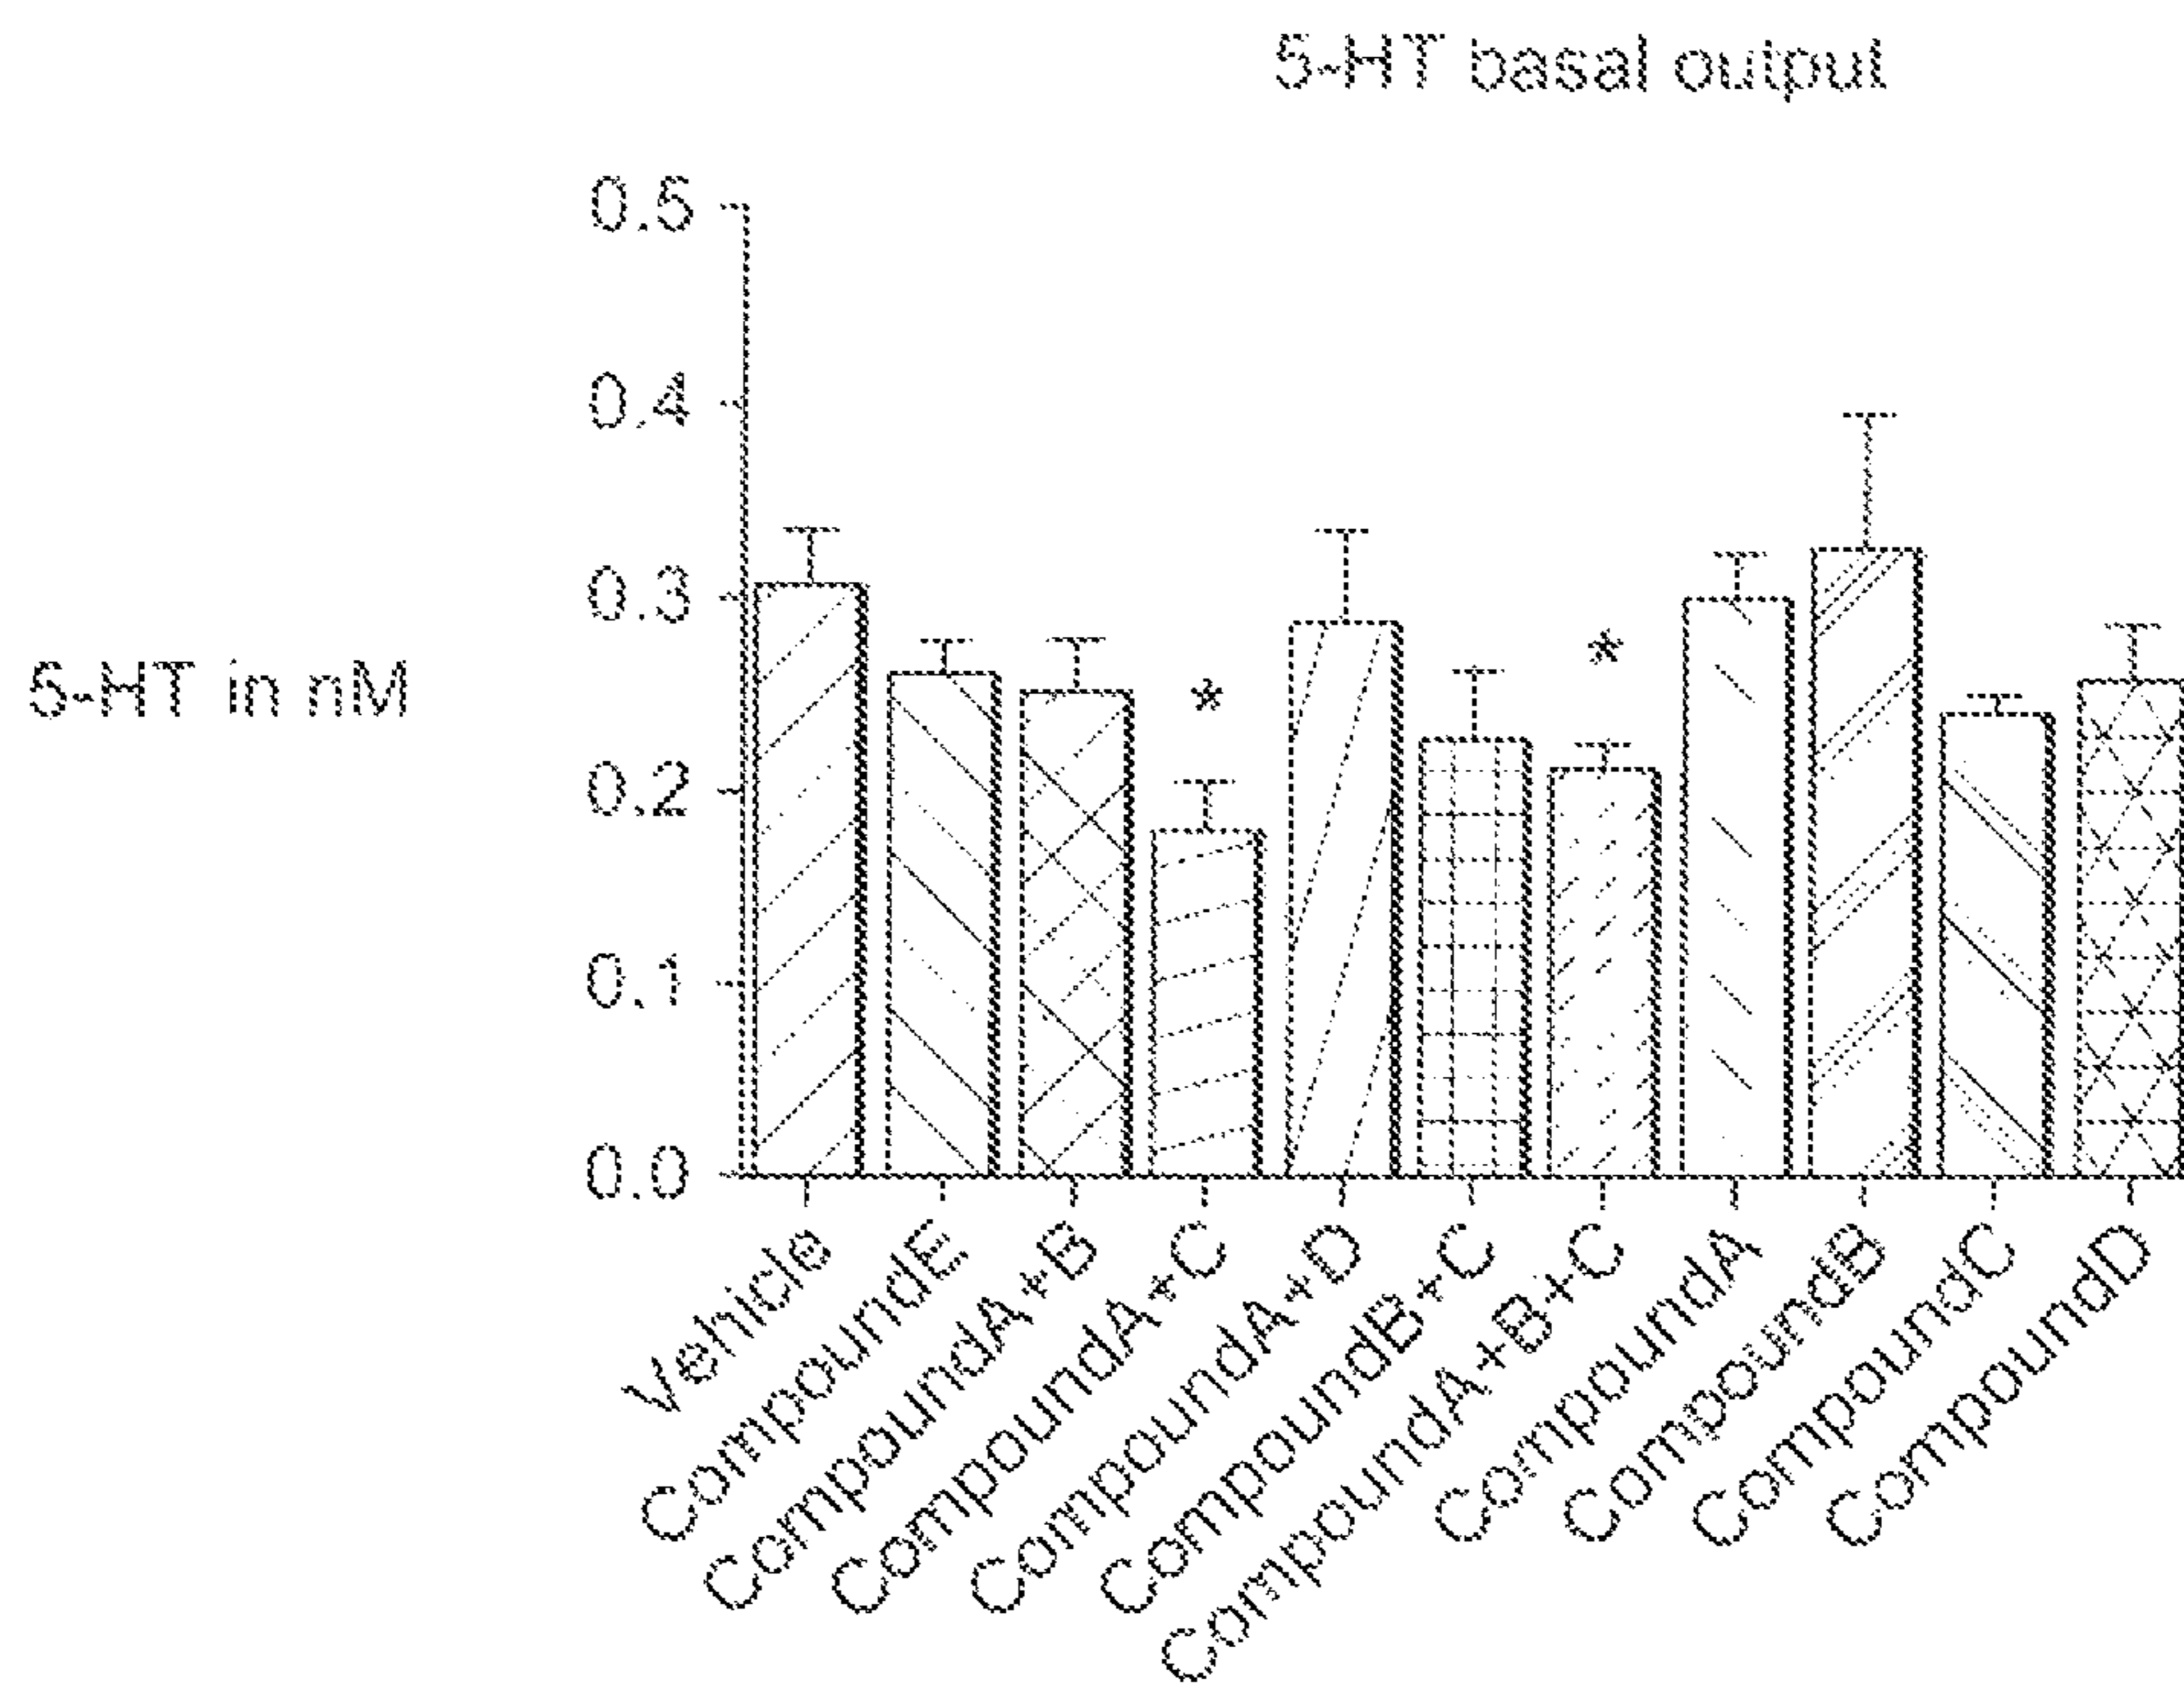 5-HT basal output
0.5
0.4
0.3
5-HT in nM
0.2
0.1
0.0
*
*
Vehicle
CompoundE
CompoundA+B
CompoundA+C
CompoundA+D
CompoundB+C
CompoundA+B+C
CompoundA
CompoundB
CompoundC
CompoundD